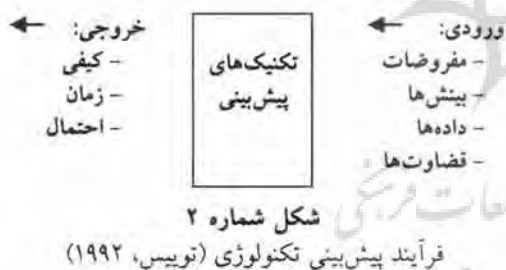 ورودی:
– مفروضات
– بینش‌ها
– داده‌ها
– قضاوت‌ها
تکنیک‌های
پیش‌بینی
خروجی:
– کیفی
– زمان
– احتمال
شکل شماره ۲
فرآیند پیش‌بینی تکنولوژی (توییس، ۱۹۹۲)